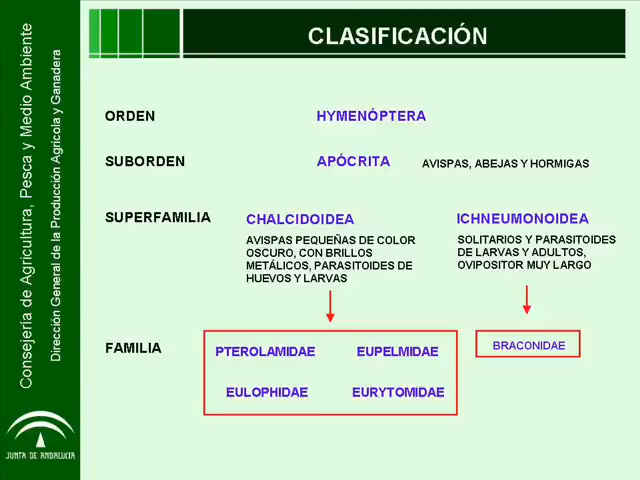 Consejería de Agricultura, Pesca y Medio Ambiente
Dirección General de la Producción Agrícola y Ganadera
JUNTA DE ANDALUCIA
CLASIFICACIÓN
ORDEN HYMENÓPTERA
SUBORDEN APÓCRITA AVISPAS, ABEJAS Y HORMIGAS
SUPERFAMILIA CHALCIDOIDEA ICHNEUMONOIDEA
AVISPAS PEQUEÑAS DE COLOR
OSCURO, CON BRILLOS
METÁLICOS, PARASITOIDES DE
HUEVOS Y LARVAS
SOLITARIOS Y PARASITOIDES
DE LARVAS Y ADULTOS,
OVIPOSITOR MUY LARGO
FAMILIA PTEROLAMIDAE EUPELMIDAE BRACONIDAE
EULOPHIDAE EURYTOMIDAE